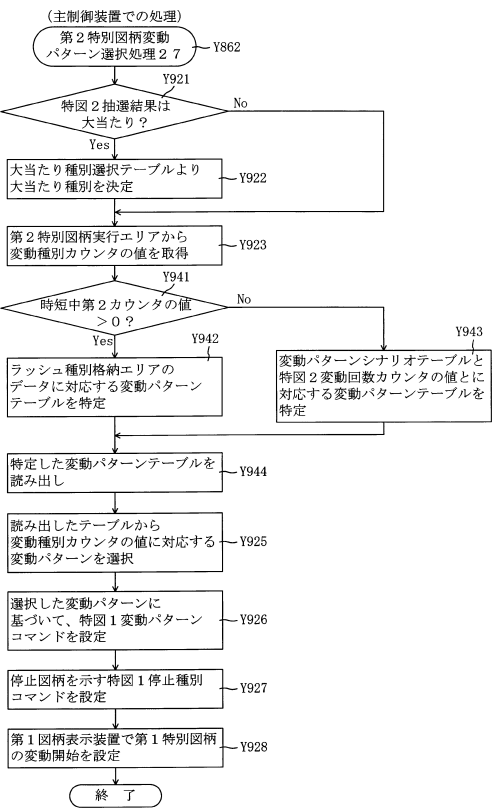 （主制御装置での処理）
第２特別図柄変動
パターン選択処理２７
Y862
Y921
特図２抽選結果は
大当たり？
No
Yes
大当たり種別選択テーブルより
大当たり種別を決定
Y922
第２特別図柄実行エリアから
変動種別カウンタの値を取得
Y923
Y941
時短中第２カウンタの値
＞０？
No
Yes
Y942
ラッシュ種別格納エリアの
データに対応する変動パターン
テーブルを特定
Y943
変動パターンシナリオテーブルと
特図２変動回数カウンタの値とに
対応する変動パターンテーブルを
特定
特定した変動パターンテーブルを
読み出し
Y944
読み出したテーブルから
変動種別カウンタの値に対応する
変動パターンを選択
Y925
選択した変動パターンに
基づいて、特図１変動パターン
コマンドを設定
Y926
停止図柄を示す特図１停止種別
コマンドを設定
Y927
第１図柄表示装置で第１特別図柄
の変動開始を設定
Y928
終 了